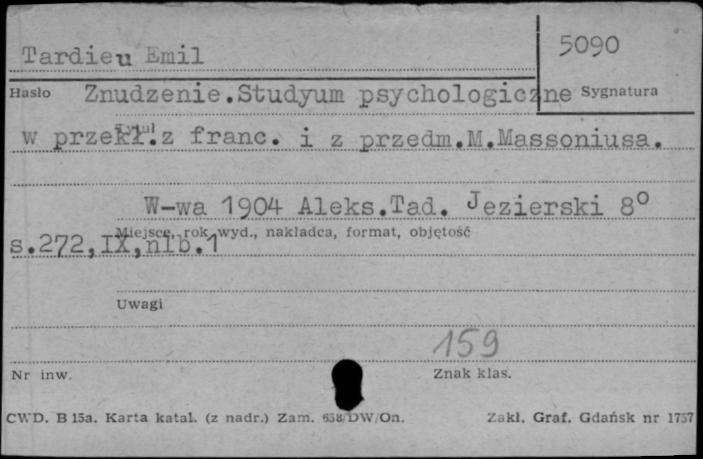 Tardieu Emil
5090
Hasło Znudzenie.Studyum psychologiczne Sygnatura
w przekł.z franc. i z przedm.M.Massoniusa.
W-wa 1904 Aleks.Tad. Jezierski 8°
Miejsce, rok wyd., nakładca, format, objętość
s.272,IX,nlb.1
Uwagi
159
Nr inw.
Znak klas.
CWD. B 15a. Karta katal. (z nadr.) Zam. 658/DW/On.
Zakł. Graf. Gdańsk nr 1757